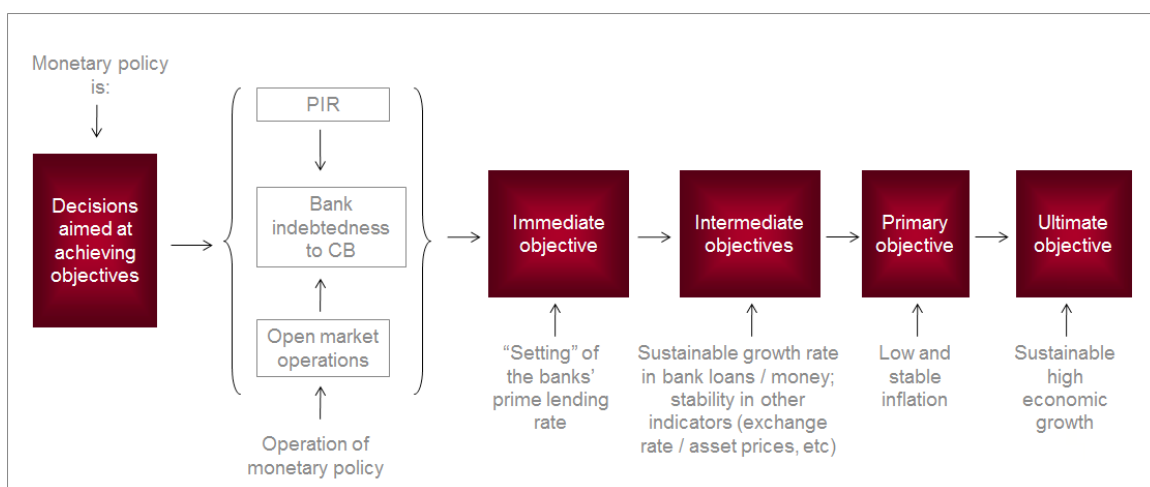 Monetary policy
is:
Decisions
aimed at
achieving
objectives
PIR
Bank
indebtedness
to CB
Open market
operations
Operation of
monetary policy
Immediate
objective
“Setting” of
the banks’
prime lending
rate
Intermediate
objectives
Sustainable growth rate
in bank loans / money;
stability in other
indicators (exchange
rate / asset prices, etc)
Primary
objective
Low and
stable
inflation
Ultimate
objective
Sustainable
high
economic
growth